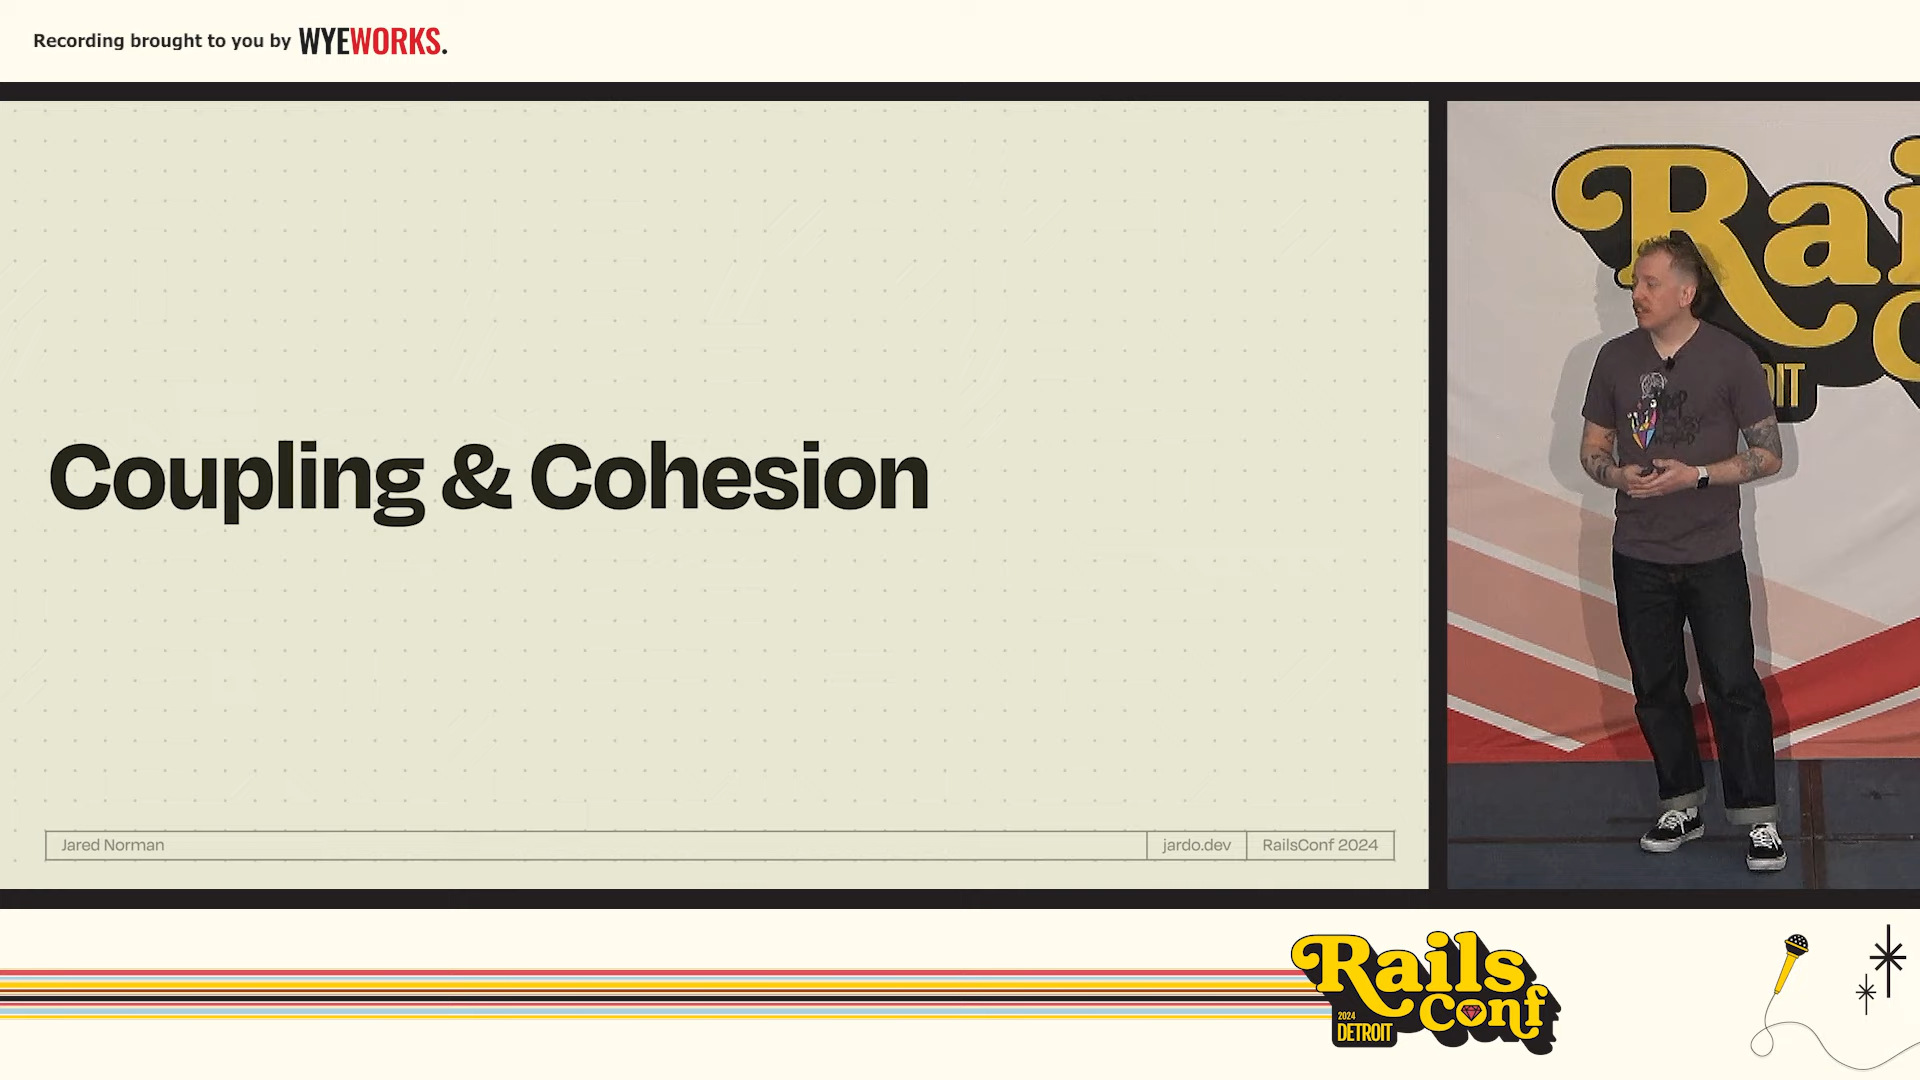 Recording brought to you by WYEWORKS.
Coupling & Cohesion
Jared Norman
jardo.dev
RailsConf 2024
Rails
Conf
2024
DETROIT